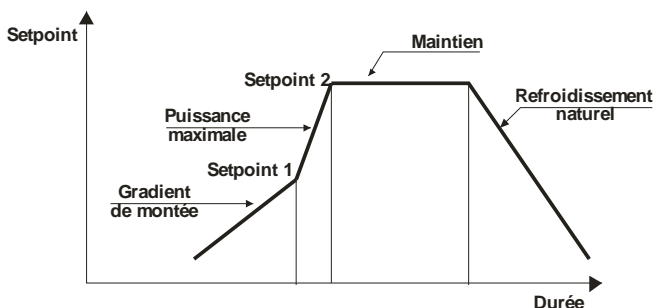 Setpoint
Maintien
Setpoint 2
Refroidissement
naturel
Puissance
maximale
Setpoint 1
Gradient
de montée
Durée